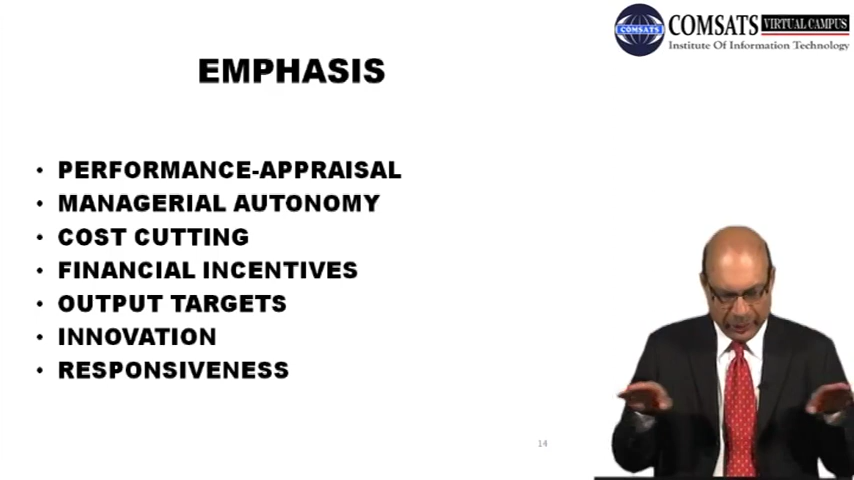 COMSATS VIRTUAL CAMPUS
COMSATS
Institute Of Information Technology
EMPHASIS
• PERFORMANCE-APPRAISAL
• MANAGERIAL AUTONOMY
• COST CUTTING
• FINANCIAL INCENTIVES
• OUTPUT TARGETS
• INNOVATION
• RESPONSIVENESS
14